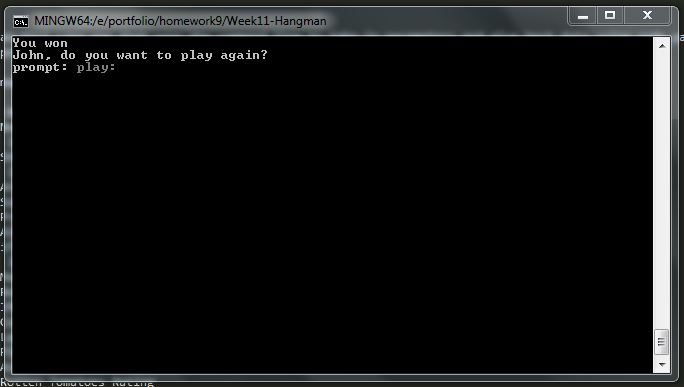 MINGW64:/e/portfolio/homework9/Week11-Hangman
You won
John, do you want to play again?
prompt: play:
Rotten Tomatoes Rating